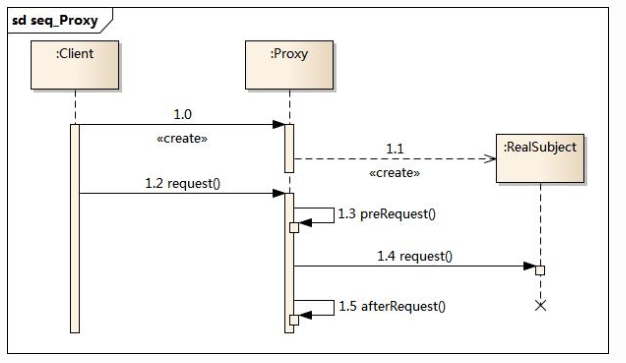 sd seq_Proxy
:Client
:Proxy
1.0
«create»
1.1
«create»
:RealSubject
1.2 request()
1.3 preRequest()
1.4 request()
1.5 afterRequest()